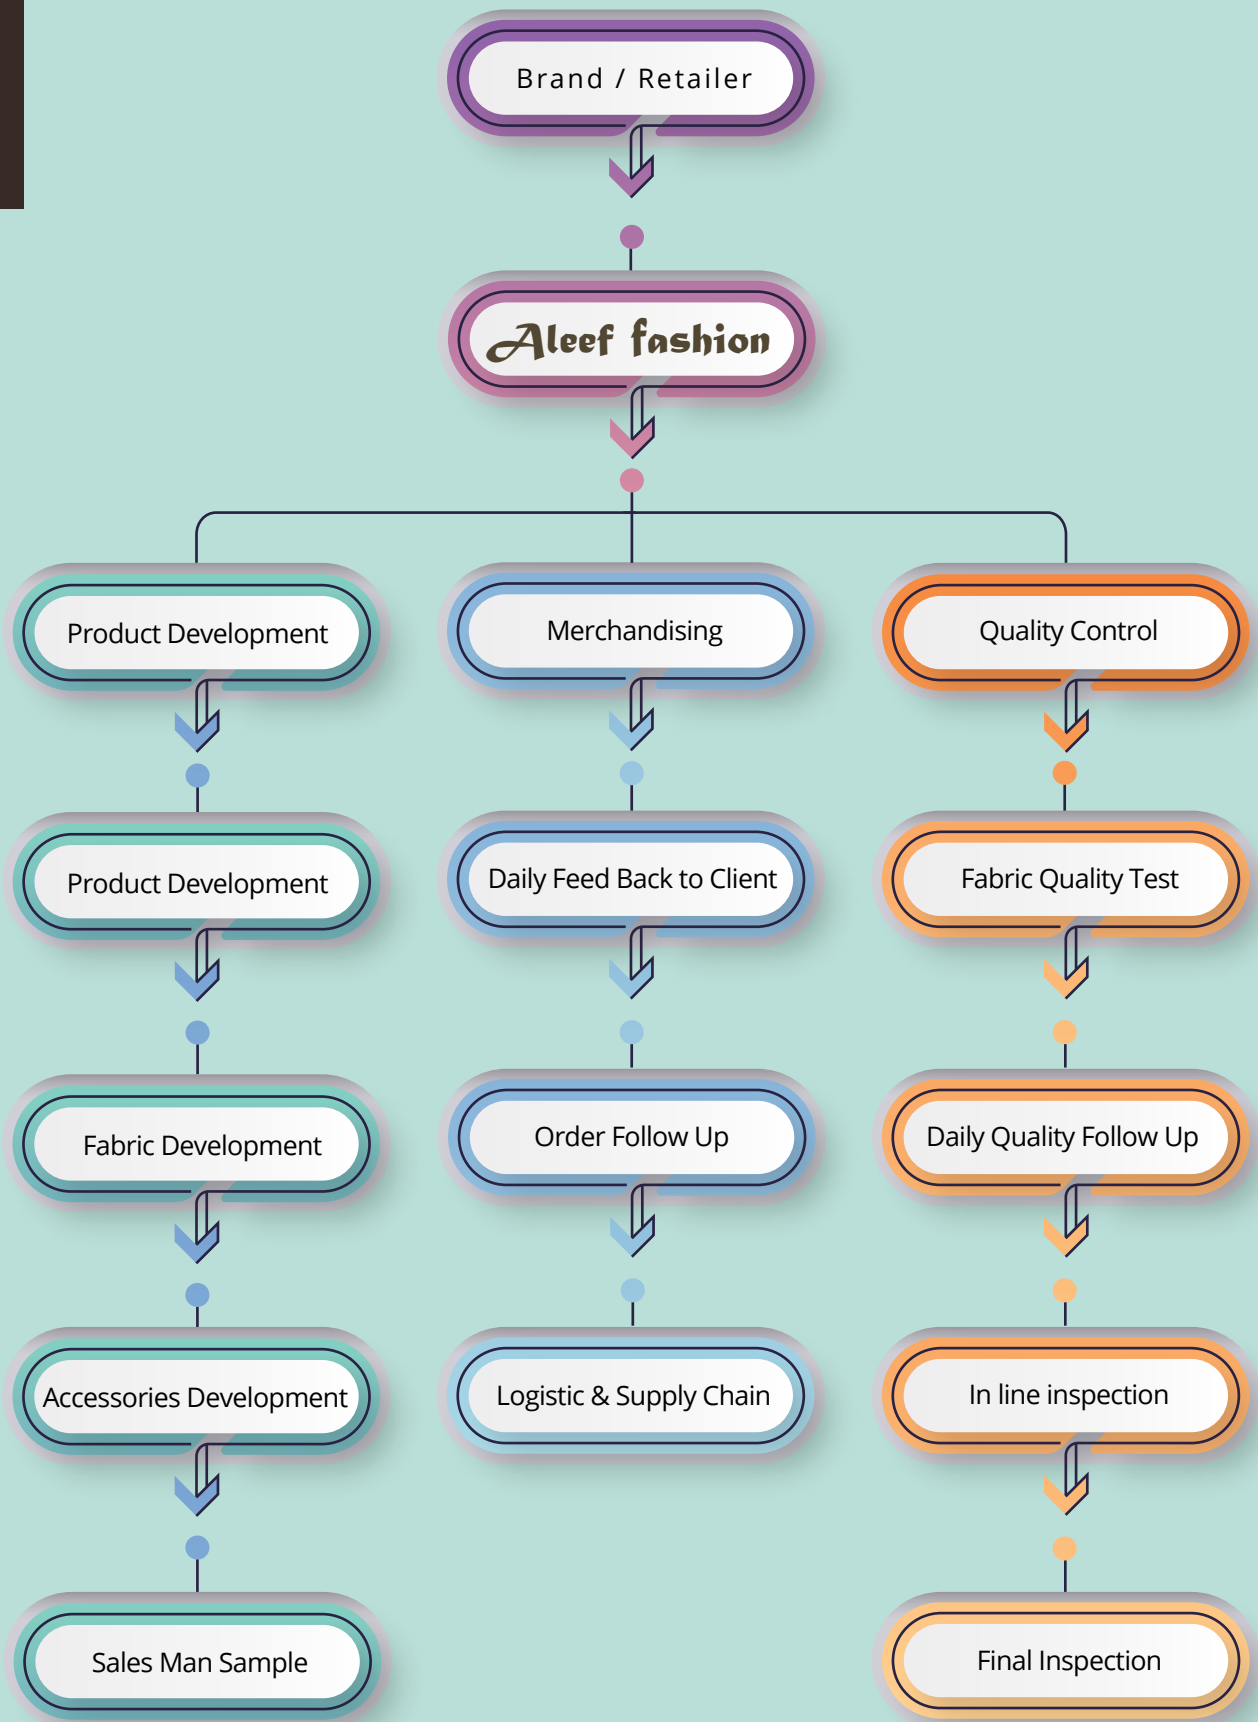 Brand / Retailer
Aleef fashion
Product Development
Merchandising
Quality Control
Product Development
Daily Feed Back to Client
Fabric Quality Test
Fabric Development
Order Follow Up
Daily Quality Follow Up
Accessories Development
Logistic & Supply Chain
In line inspection
Sales Man Sample
Final Inspection